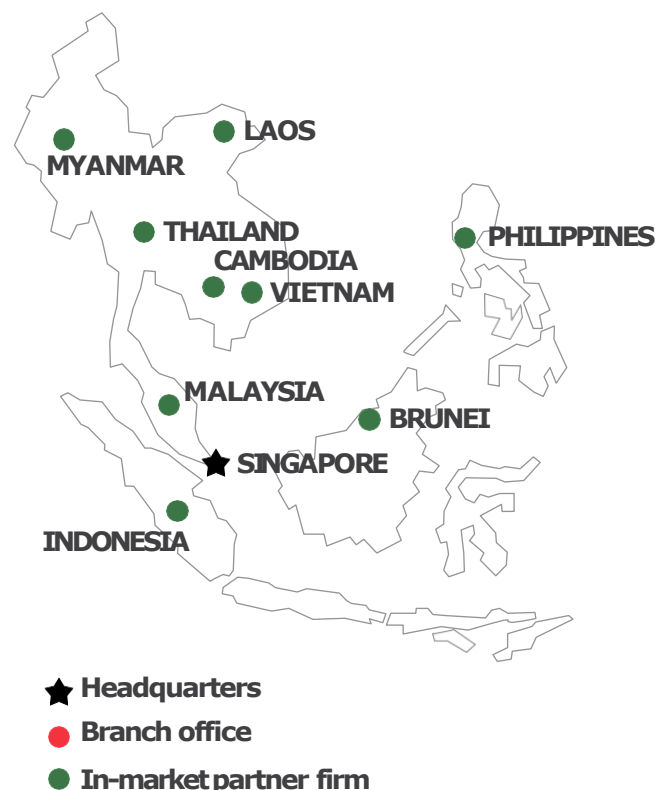 LAOS
MYANMAR
THAILAND
PHILIPPINES
CAMBODIA
VIETNAM
MALAYSIA
BRUNEI
SINGAPORE
INDONESIA
Headquarters
Branch office
In-market partner firm